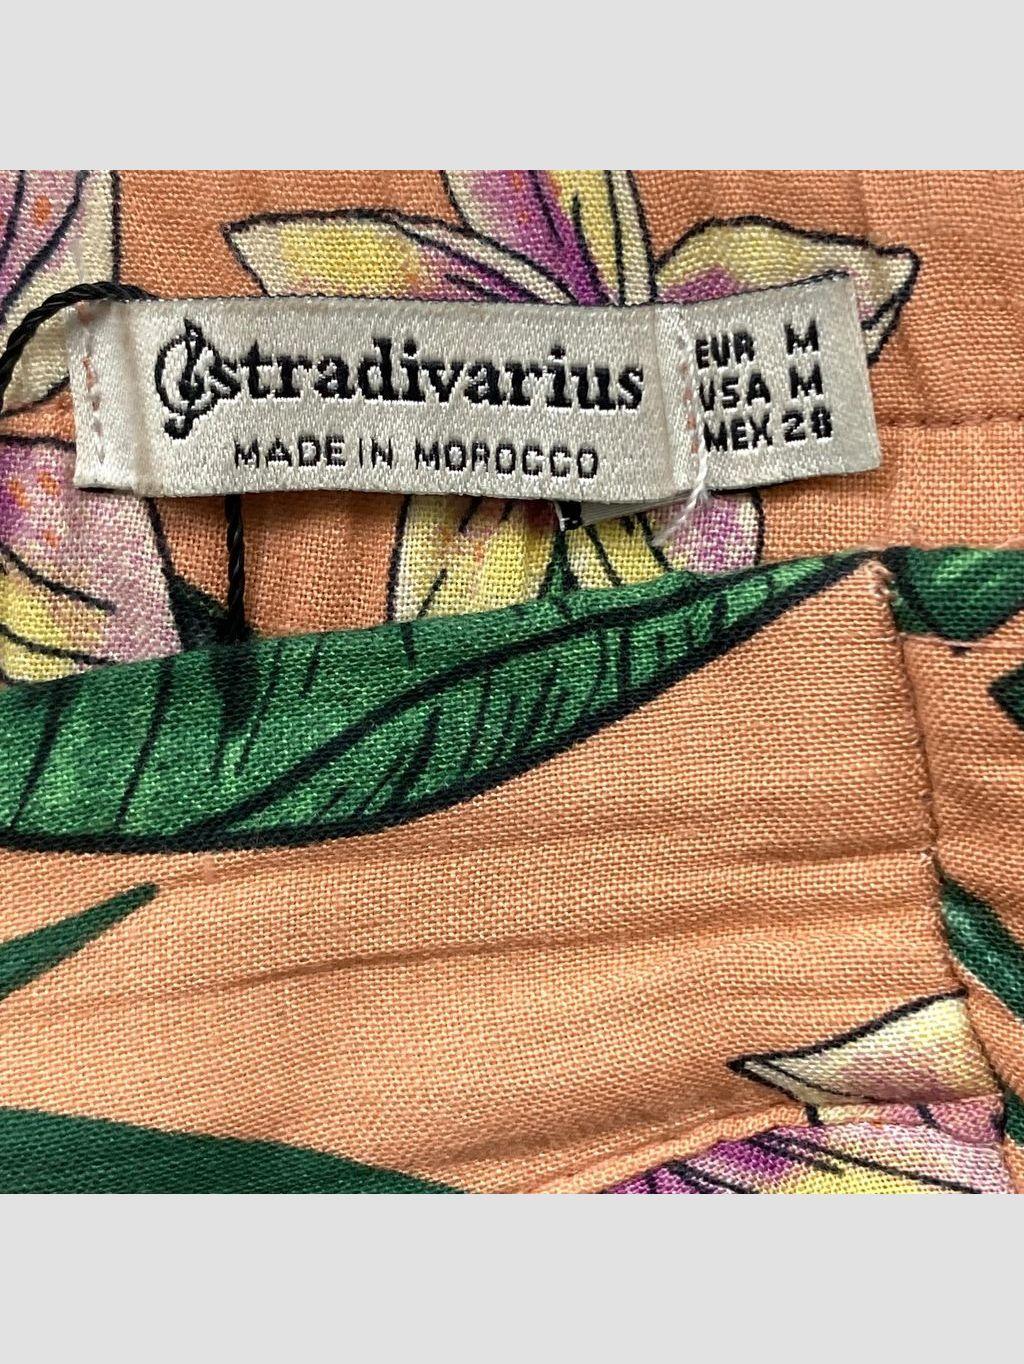 stradivarius
MADE IN MOROCCO
EUR M
USA M
MEX 28